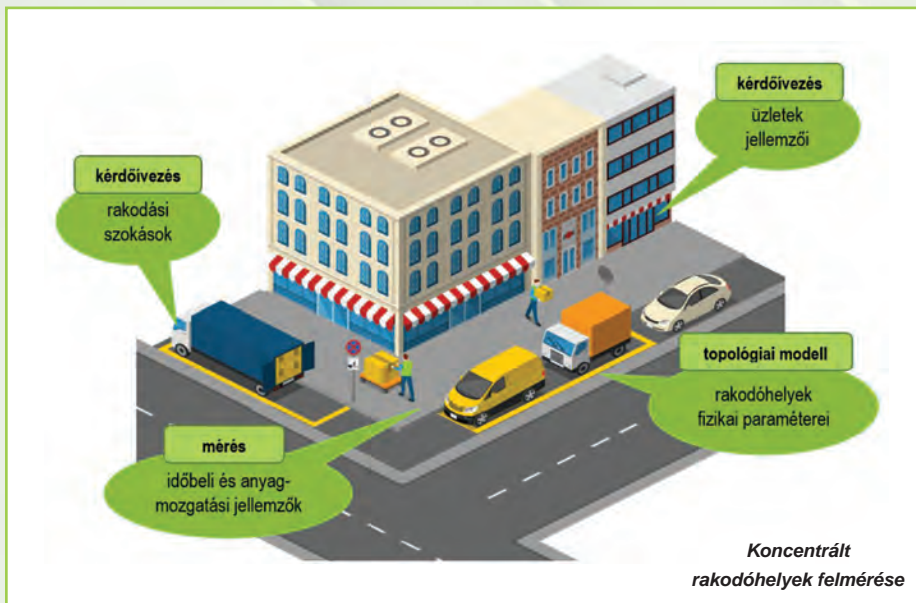 kérdőívezés
üzletek
jellemzői
kérdőívezés
rakodási
szokások
topológiai modell
rakodóhelyek
fizikai paraméterei
mérés
időbeli és anyag-
mozgatási jellemzők
Koncentrált
rakodóhelyek felmérése